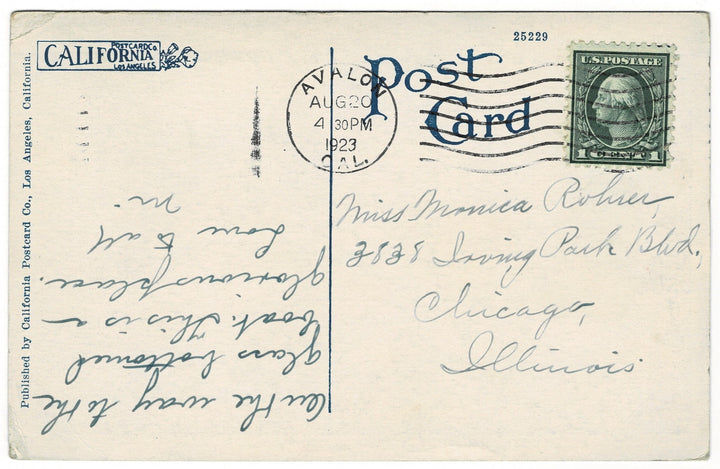 CALIFORNIA
POSTCARD CO.
LOS ANGELES
Published by California Postcard Co., Los Angeles, California.
25229
Post
Card
AVALON
AUG 20
4 30 PM
1923
CAL.
U.S. POSTAGE
1 CENT 1
Miss Monica Rohrer,
3838 Irving Park Blvd.,
Chicago,
Illinois.
On the way to the
glass bottomed
boat. This is a
glorious place.
Love to all